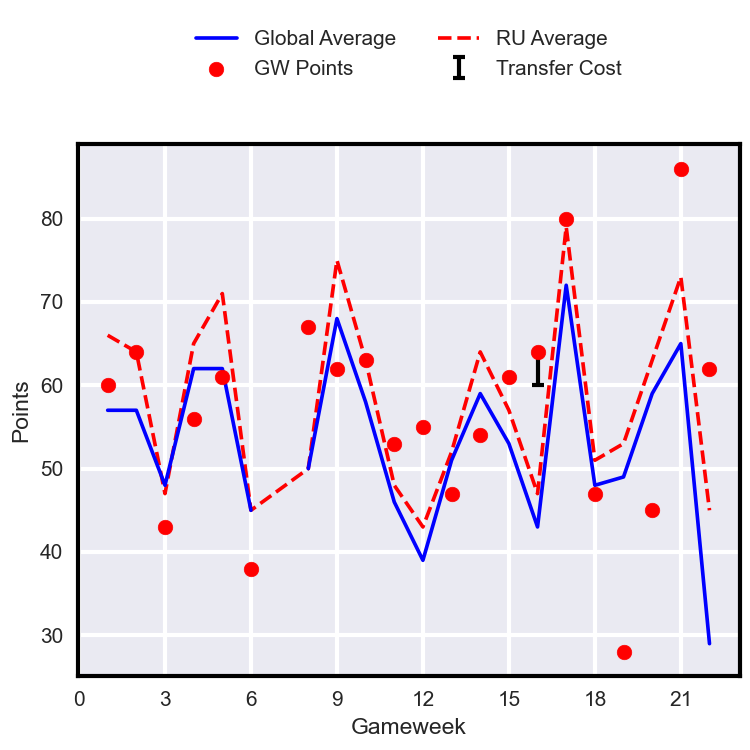 Global Average
RU Average
GW Points
Transfer Cost
80
70
60
50
40
30
Points
0 3 6 9 12 15 18 21
Gameweek